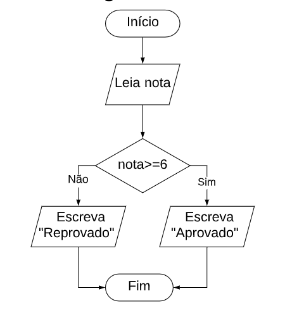 Início
Leia nota
nota>=6
Não
Sim
Escreva
"Reprovado"
Escreva
"Aprovado"
Fim